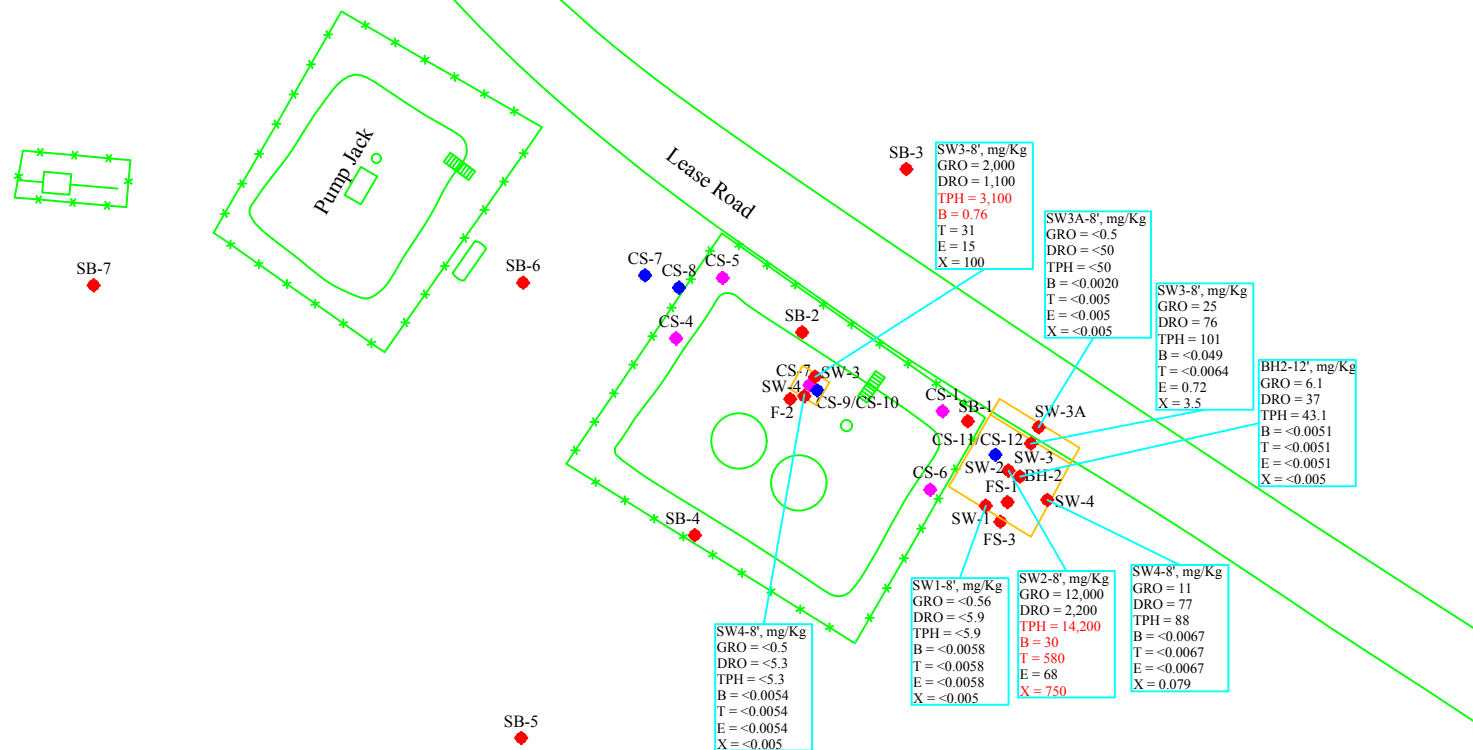 Pump Jack
Lease Road
SB-3
SB-7
SB-6
CS-7
CS-8
CS-5
CS-4
SB-2
CS-7
SW-3
SW-4
F-2
CS-9/CS-10
CS-1
SB-1
SW-3A
CS-11/CS-12
SW-3
SW-2
BH-2
CS-6
FS-1
SW-4
SW-1
FS-3
SB-4
SB-5
SW3-8', mg/Kg
GRO = 2,000
DRO = 1,100
TPH = 3,100
B = 0.76
T = 31
E = 15
X = 100
SW3A-8', mg/Kg
GRO = <0.5
DRO = <50
TPH = <50
B = <0.0020
T = <0.005
E = <0.005
X = <0.005
SW3-8', mg/Kg
GRO = 25
DRO = 76
TPH = 101
B = <0.049
T = <0.0064
E = 0.72
X = 3.5
BH2-12', mg/Kg
GRO = 6.1
DRO = 37
TPH = 43.1
B = <0.0051
T = <0.0051
E = <0.0051
X = <0.005
SW4-8', mg/Kg
GRO = <0.5
DRO = <5.3
TPH = <5.3
B = <0.0054
T = <0.0054
E = <0.0054
X = <0.005
SW1-8', mg/Kg
GRO = <0.56
DRO = <5.9
TPH = <5.9
B = <0.0058
T = <0.0058
E = <0.0058
X = <0.005
SW2-8', mg/Kg
GRO = 12,000
DRO = 2,200
TPH = 14,200
B = 30
T = 580
E = 68
X = 750
SW4-8', mg/Kg
GRO = 11
DRO = 77
TPH = 88
B = <0.0067
T = <0.0067
E = <0.0067
X = 0.079